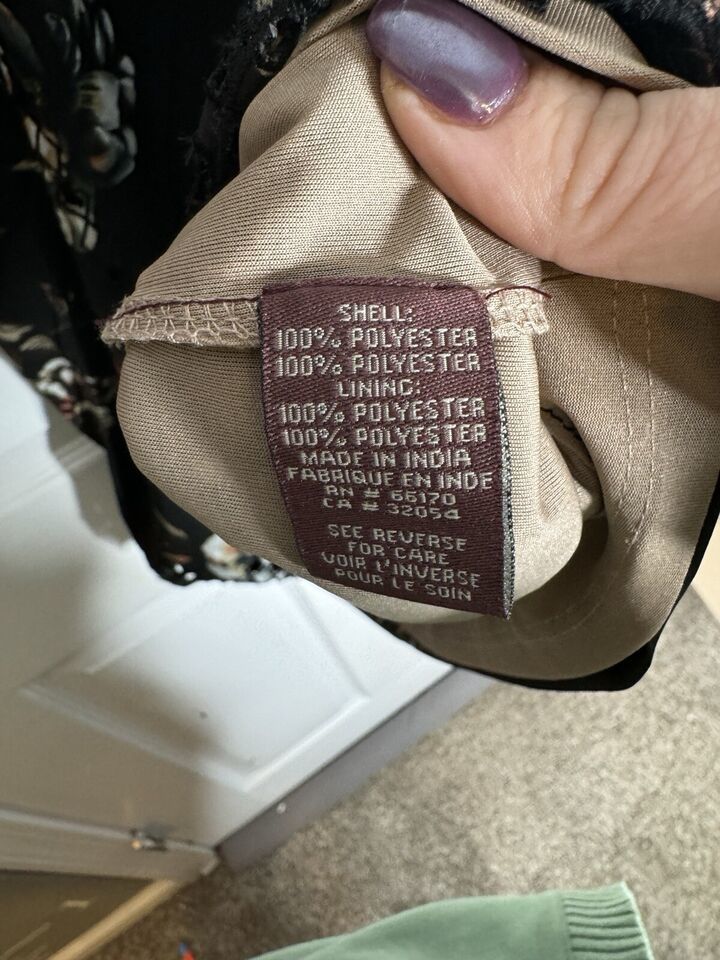 SHELL:
100% POLYESTER
100% POLYESTER
LINING:
100% POLYESTER
100% POLYESTER
MADE IN INDIA
FABRIQUE EN INDE
RN # 66170
CA # 32054
SEE REVERSE
FOR CARE
VOIR L'INVERSE
POUR LE SOIN